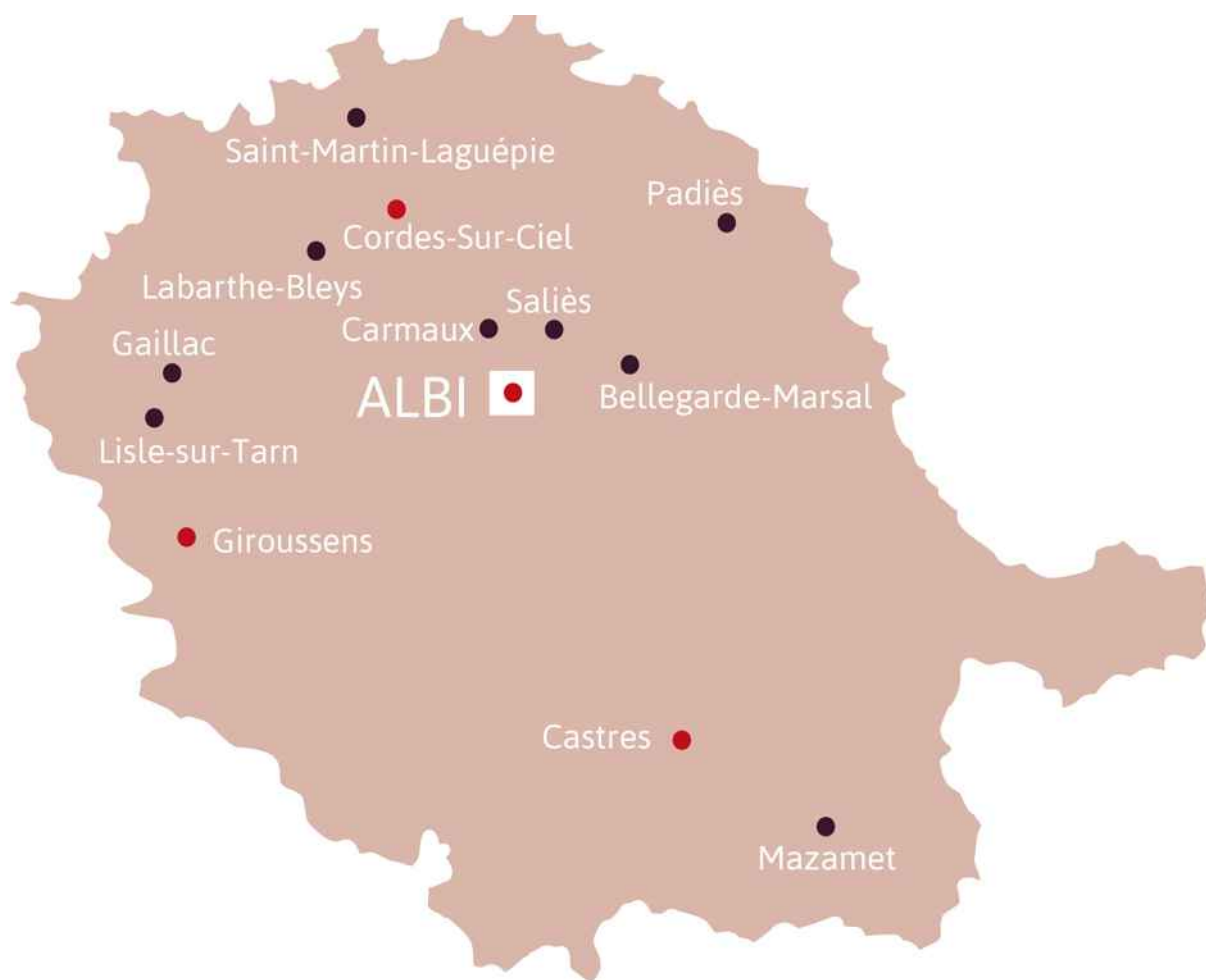 Saint-Martin-Laguépie
Padiès
Cordes-Sur-Ciel
Labarthe-Bleys
Saliès
Carmaux
Gaillac
ALBI
Bellegarde-Marsal
Lisle-sur-Tarn
Giroussens
Castres
Mazamet